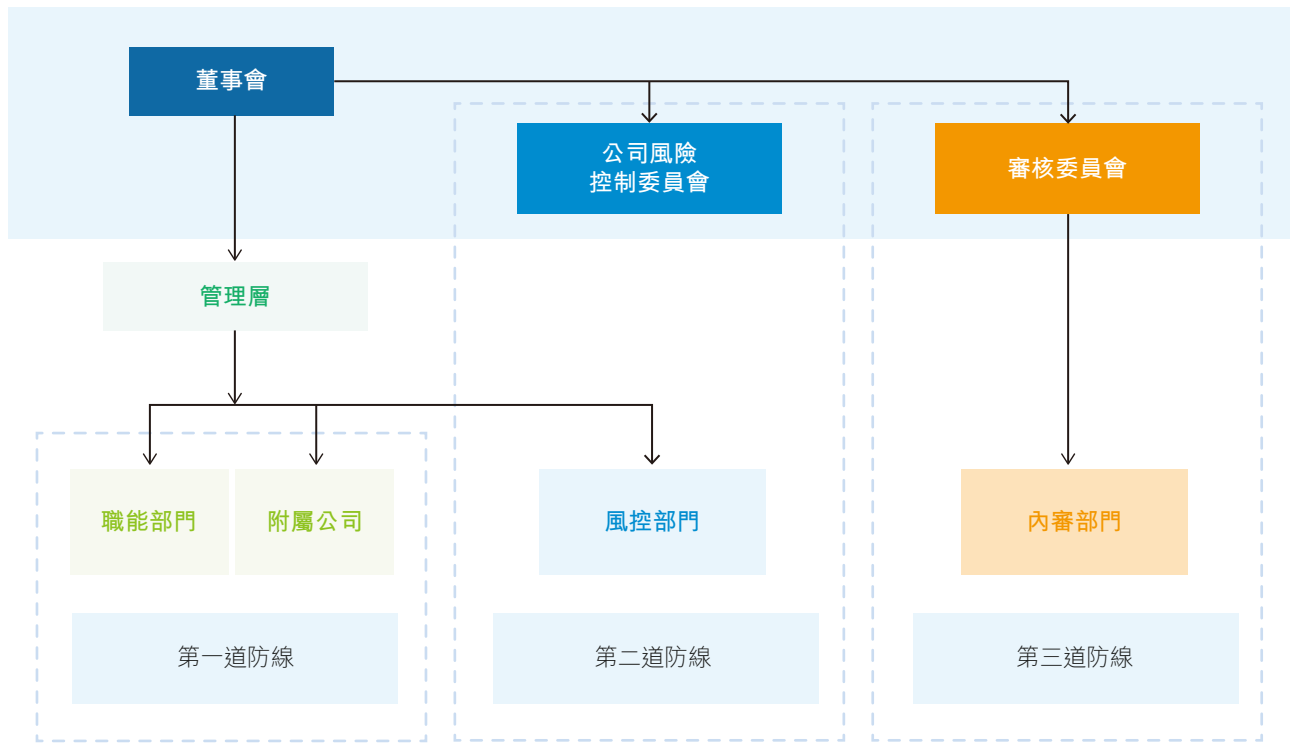 董事會
公司風險
控制委員會
審核委員會
管理層
職能部門
附屬公司
風控部門
內審部門
第一道防線
第二道防線
第三道防線